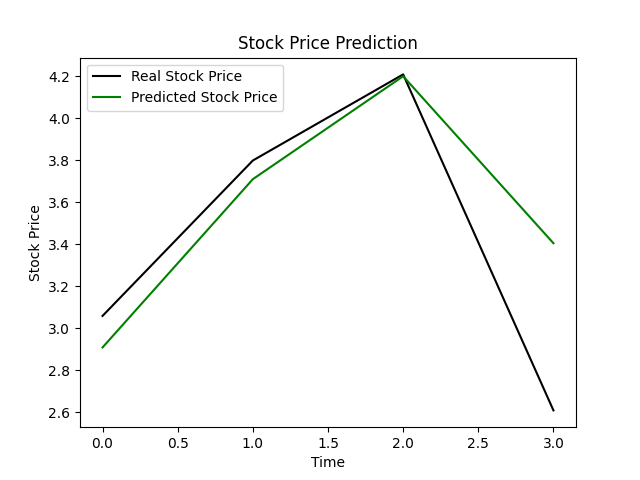 Stock Price Prediction
Real Stock Price
Predicted Stock Price
4.2
4.0
3.8
3.6
3.4
3.2
3.0
2.8
2.6
Stock Price
0.0 0.5 1.0 1.5 2.0 2.5 3.0
Time